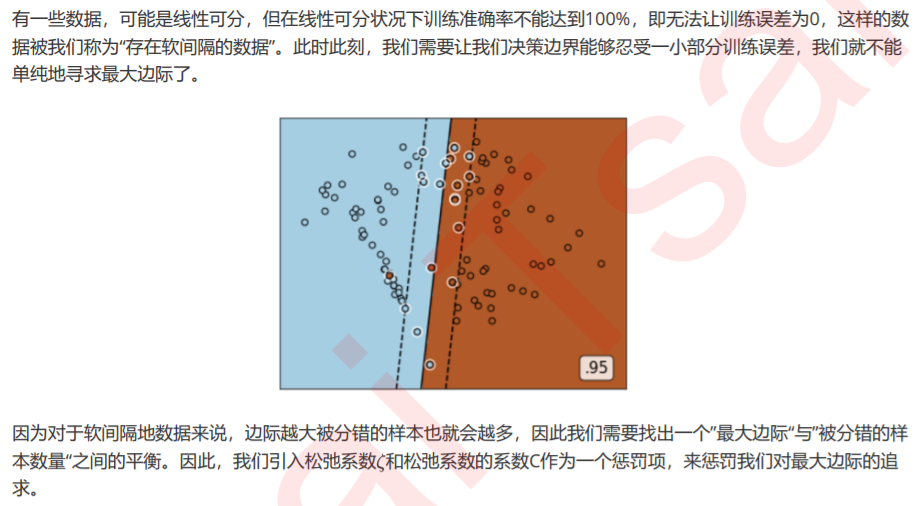 有一些数据，可能是线性可分，但在线性可分状况下训练准确率不能达到100%，即无法让训练误差为0，这样的数
据被我们称为“存在软间隔的数据”。此时此刻，我们需要让我们决策边界能够忍受一小部分训练误差，我们就不能
单纯地寻求最大边际了。
.95
因为对于软间隔地数据来说，边际越大被分错的样本也就会越多，因此我们需要找出一个”最大边际“与”被分错的样
本数量“之间的平衡。因此，我们引入松弛系数ζ和松弛系数的系数C作为一个惩罚项，来惩罚我们对最大边际的追
求。